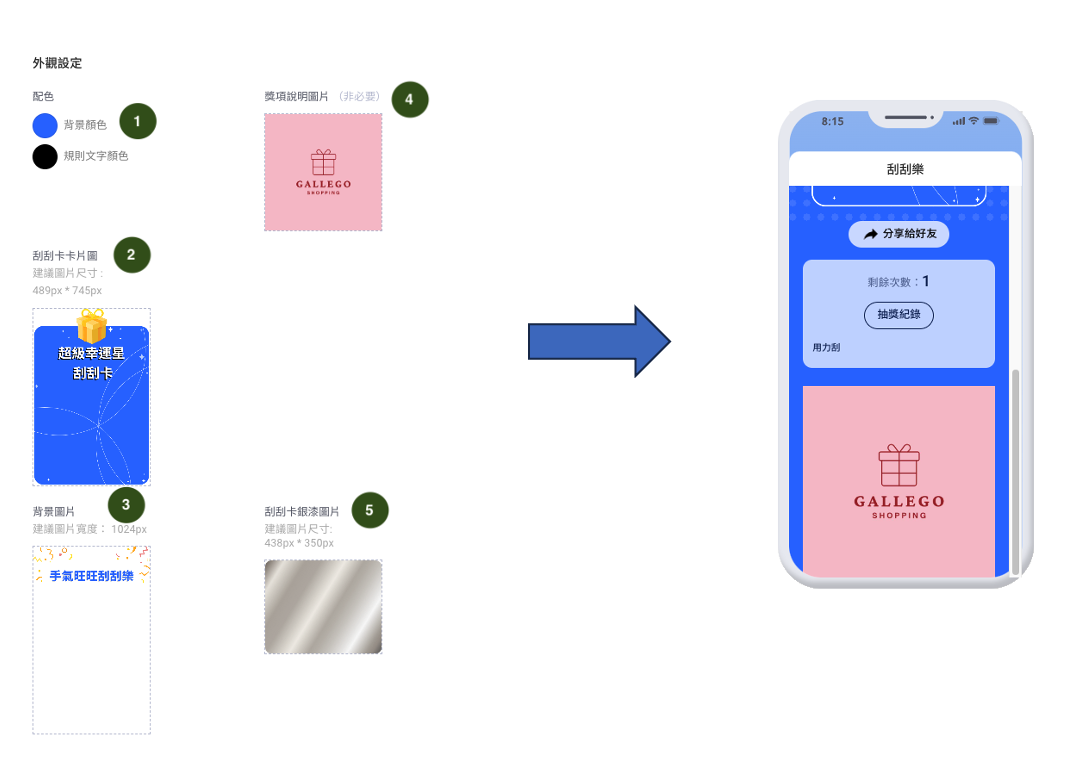 外觀設定
配色
1
背景顏色
規則文字顏色
獎項說明圖片 （非必要）
4
GALLEGO
SHOPPING
刮刮卡卡片圖
2
建議圖片尺寸 :
489px * 745px
超級幸運星
刮刮卡
背景圖片
3
建議圖片寬度： 1024px
手氣旺旺刮刮樂
刮刮卡銀漆圖片
5
建議圖片尺寸:
438px * 350px
8:15
刮刮樂
分享給好友
剩餘次數：1
抽獎紀錄
用力刮
GALLEGO
SHOPPING